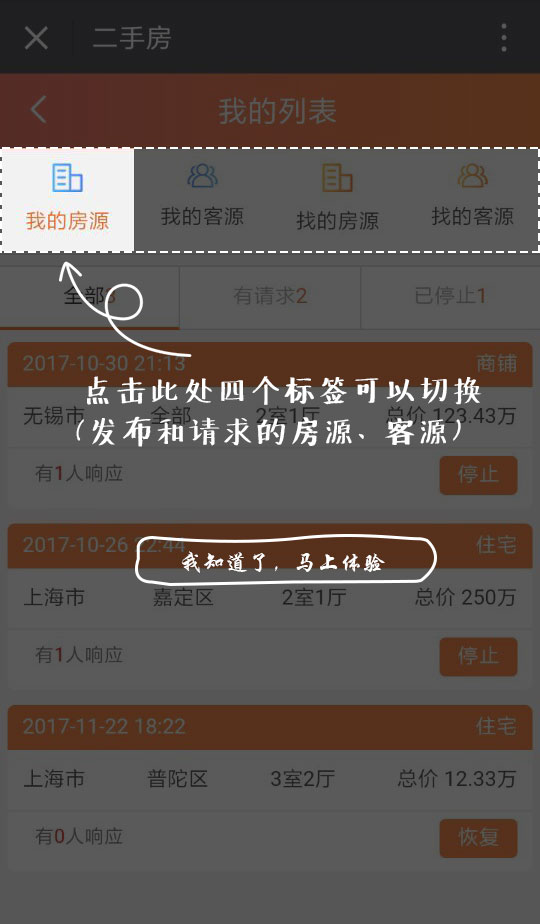 二手房
我的列表
我的房源 我的客源 找的房源 找的客源
全部3 有请求2 已停止1
2017-10-30 21:13 商铺
点击此处四个标签可以切换
无锡市 全部 2室1厅 总价 123.43万
(发布和请求的房源、客源)
有1人响应 停止
2017-10-26 22:44 住宅
我知道了，马上体验
上海市 嘉定区 2室1厅 总价 250万
有1人响应 停止
2017-11-22 18:22 住宅
上海市 普陀区 3室2厅 总价 12.33万
有0人响应 恢复